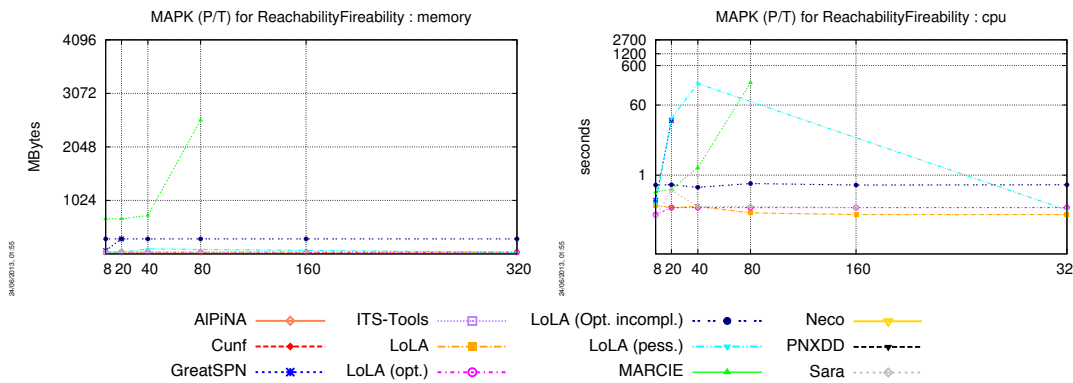 MAPK (P/T) for ReachabilityFireability : memory
4096
3072
2048
1024
MBytes
8 20 40 80 160 320
24/06/2013, 01:55
MAPK (P/T) for ReachabilityFireability : cpu
2700
1200
600
60
1
seconds
8 20 40 80 160 32
24/06/2013, 01:55
AlPiNA ITS-Tools LoLA (Opt. incompl.) Neco
Cunf LoLA LoLA (pess.) PNXDD
GreatSPN LoLA (opt.) MARCIE Sara